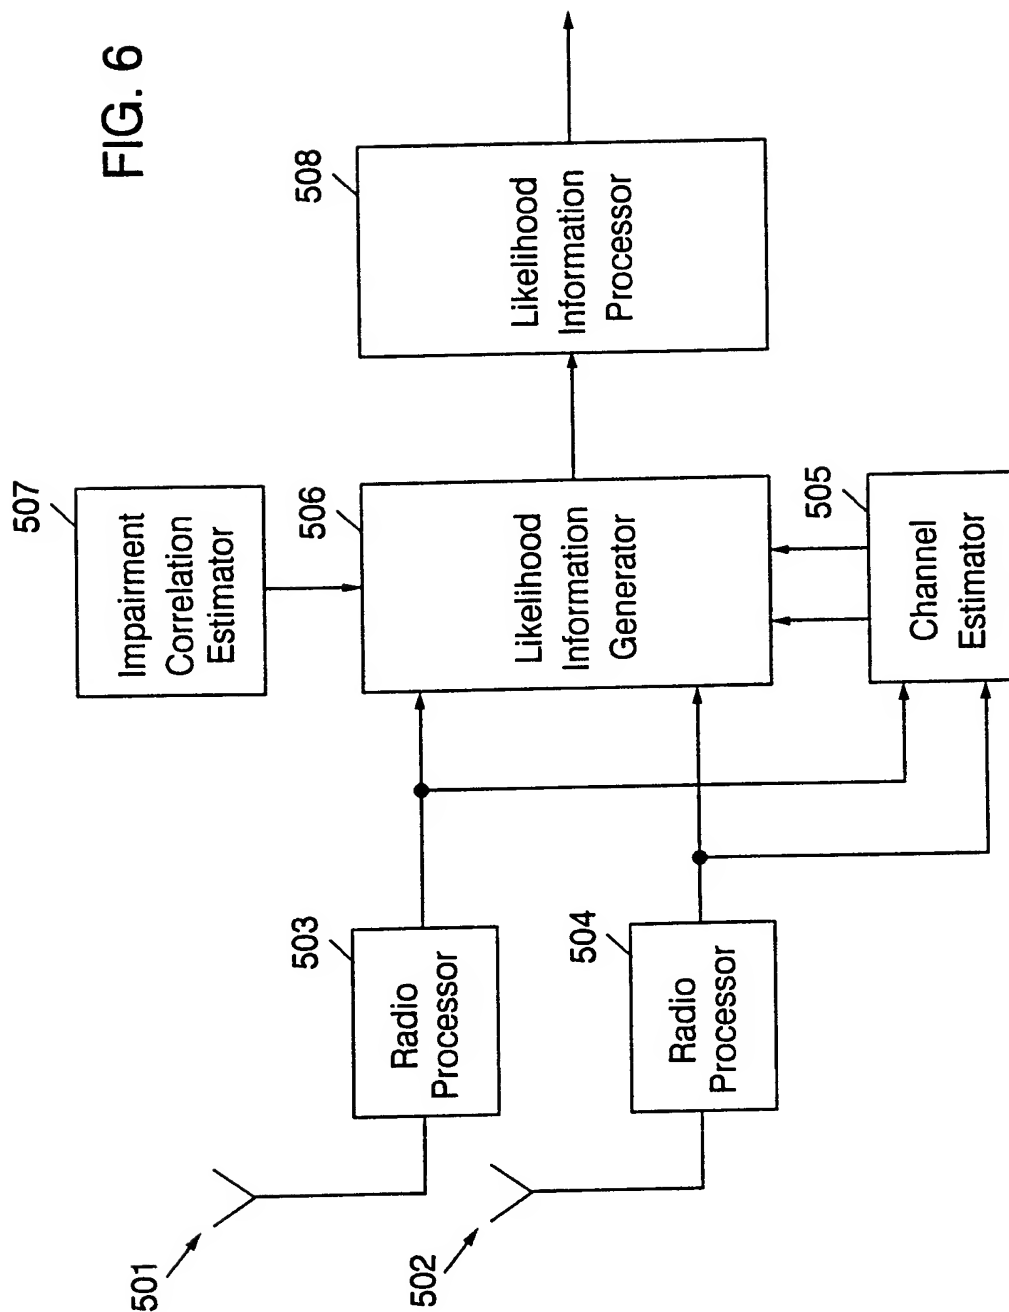 FIG. 6
501
502
503
Radio
Processor
504
Radio
Processor
507
Impairment
Correlation
Estimator
506
Likelihood
Information
Generator
505
Channel
Estimator
508
Likelihood
Information
Processor